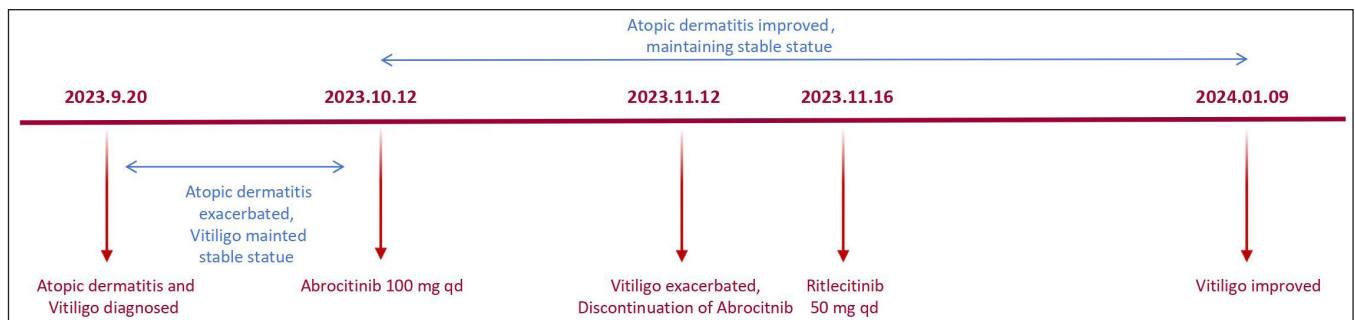 Atopic dermatitis improved,
maintaining stable statue
2023.9.20
2023.10.12
2023.11.12
2023.11.16
2024.01.09
Atopic dermatitis
exacerbated,
Vitiligo mainted
stable statue
Atopic dermatitis and
Vitiligo diagnosed
Abrocitinib 100 mg qd
Vitiligo exacerbated,
Discontinuation of Abrocitnib
Ritlecitinib
50 mg qd
Vitiligo improved